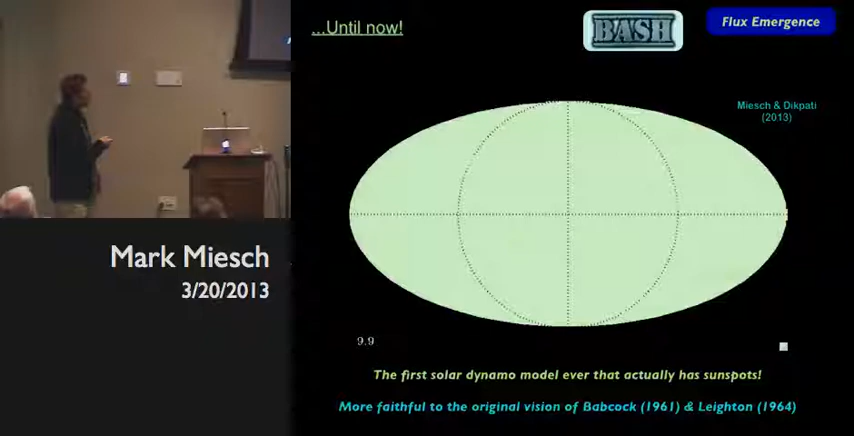 ...Until now!
BASH
Flux Emergence
Miesch & Dikpati
(2013)
Mark Miesch
3/20/2013
9.9
The first solar dynamo model ever that actually has sunspots!
More faithful to the original vision of Babcock (1961) & Leighton (1964)